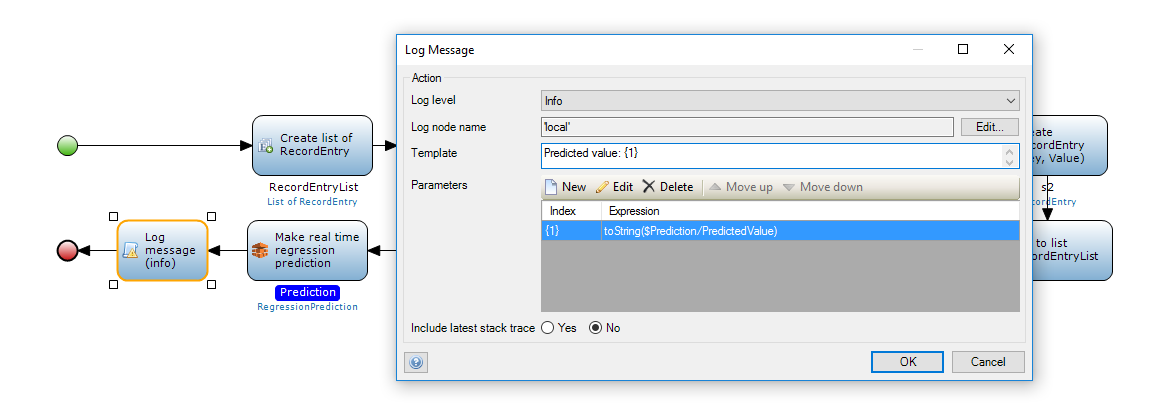 Log Message
Action
Log level
Info
Log node name
'local'
Edit...
Template
Predicted value: {1}
Parameters
New
Edit
Delete
Move up
Move down
Index
Expression
{1}
toString($Prediction/PredictedValue)
Include latest stack trace
Yes
No
OK
Cancel
Create list of
RecordEntry
RecordEntryList
List of RecordEntry
Log
message
(info)
Make real time
regression
prediction
Prediction
RegressionPrediction
eate
cordEntry
ey, Value)
s2
cordEntry
to list
ordEntryList